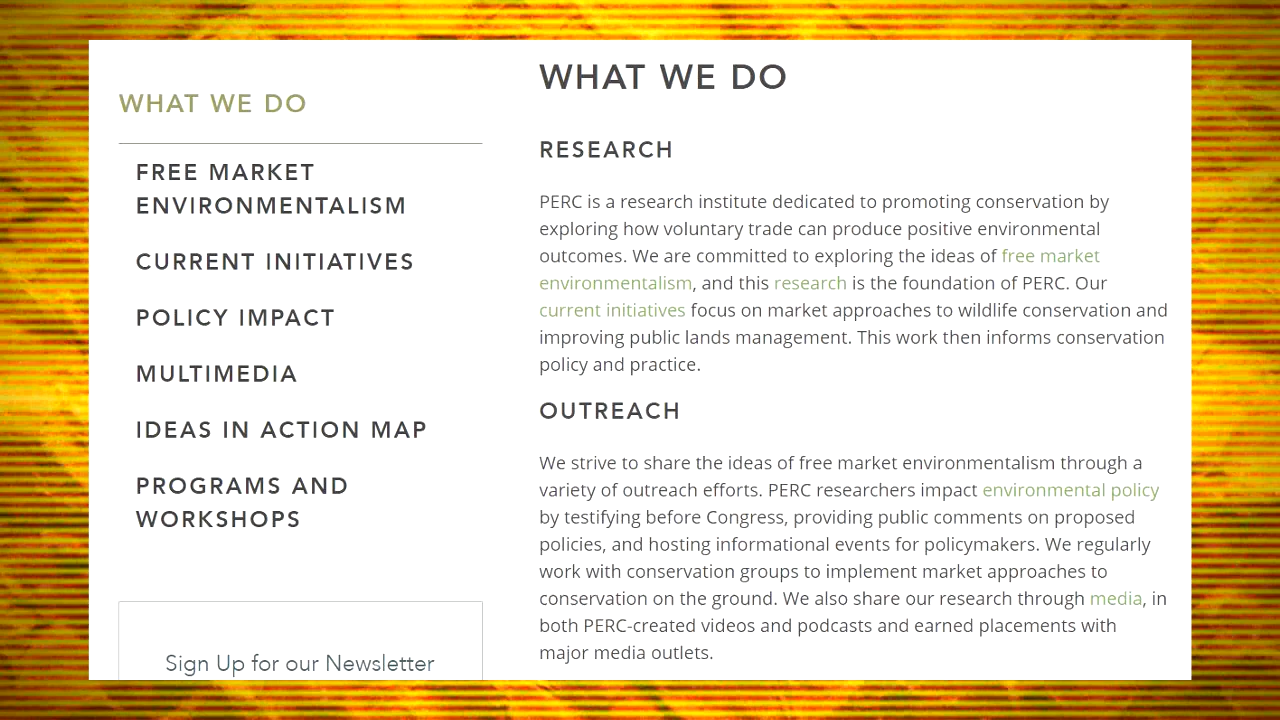 WHAT WE DO
FREE MARKET
ENVIRONMENTALISM
CURRENT INITIATIVES
POLICY IMPACT
MULTIMEDIA
IDEAS IN ACTION MAP
PROGRAMS AND
WORKSHOPS
Sign Up for our Newsletter
WHAT WE DO
RESEARCH
PERC is a research institute dedicated to promoting conservation by
exploring how voluntary trade can produce positive environmental
outcomes. We are committed to exploring the ideas of free market
environmentalism, and this research is the foundation of PERC. Our
current initiatives focus on market approaches to wildlife conservation and
improving public lands management. This work then informs conservation
policy and practice.
OUTREACH
We strive to share the ideas of free market environmentalism through a
variety of outreach efforts. PERC researchers impact environmental policy
by testifying before Congress, providing public comments on proposed
policies, and hosting informational events for policymakers. We regularly
work with conservation groups to implement market approaches to
conservation on the ground. We also share our research through media, in
both PERC-created videos and podcasts and earned placements with
major media outlets.